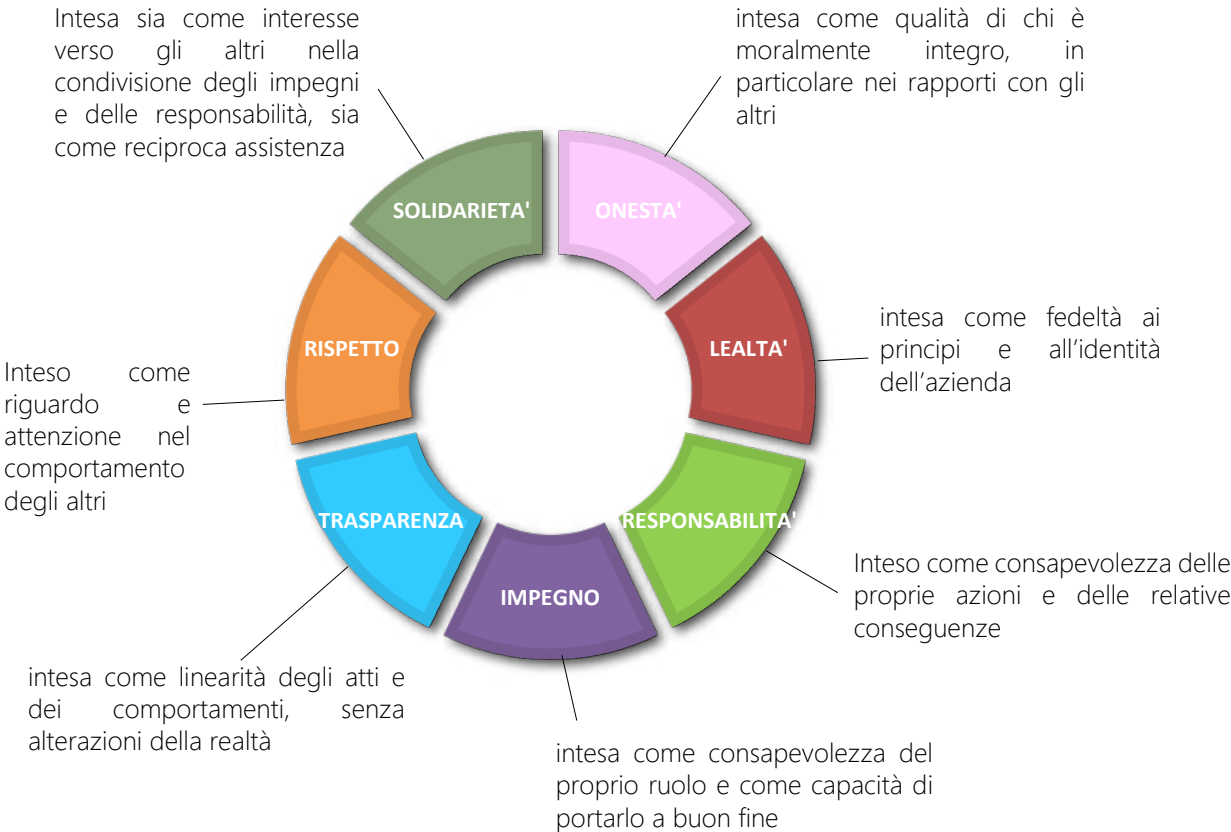 Intesa sia come interesse
verso gli altri nella
condivisione degli impegni
e delle responsabilità, sia
come reciproca assistenza
intesa come qualità di chi è
moralmente integro, in
particolare nei rapporti con gli
altri
SOLIDARIETA'
ONESTA'
RISPETTO
LEALTA'
intesa come fedeltà ai
principi e all’identità
dell’azienda
Inteso come
riguardo e
attenzione nel
comportamento
degli altri
TRASPARENZA
RESPONSABILITA'
IMPEGNO
Inteso come consapevolezza delle
proprie azioni e delle relative
conseguenze
intesa come linearità degli atti e
dei comportamenti, senza
alterazioni della realtà
intesa come consapevolezza del
proprio ruolo e come capacità di
portarlo a buon fine